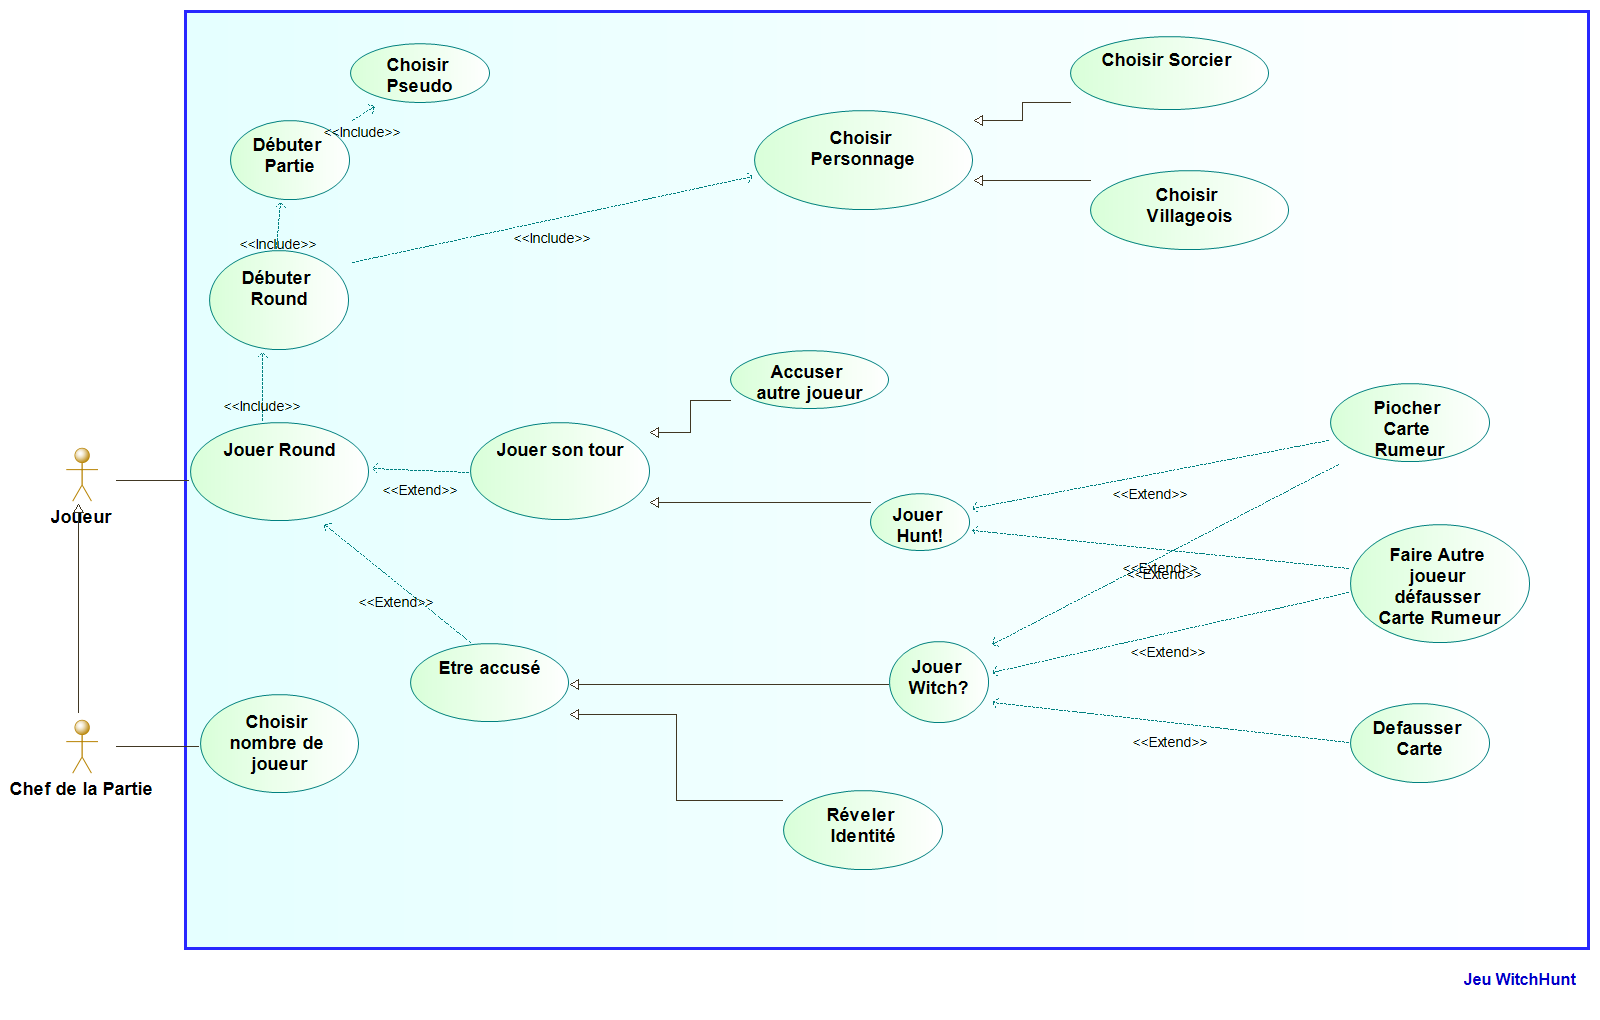 Choisir
Pseudo
<<Include>>
Débuter
Partie
<<Include>>
Débuter
Round
<<Include>>
Choisir
Personnage
Choisir Sorcier
Choisir
Villageois
<<Include>>
Jouer Round
<<Extend>>
Jouer son tour
Accuser
autre joueur
Jouer
Hunt!
<<Extend>>
Piocher
Carte
Rumeur
<<Extend>>
<<Extend>>
Faire Autre
joueur
défausser
Carte Rumeur
Joueur
<<Extend>>
Etre accusé
Jouer
Witch?
<<Extend>>
<<Extend>>
Defausser
Carte
Choisir
nombre de
joueur
Chef de la Partie
Réveler
Identité
Jeu WitchHunt